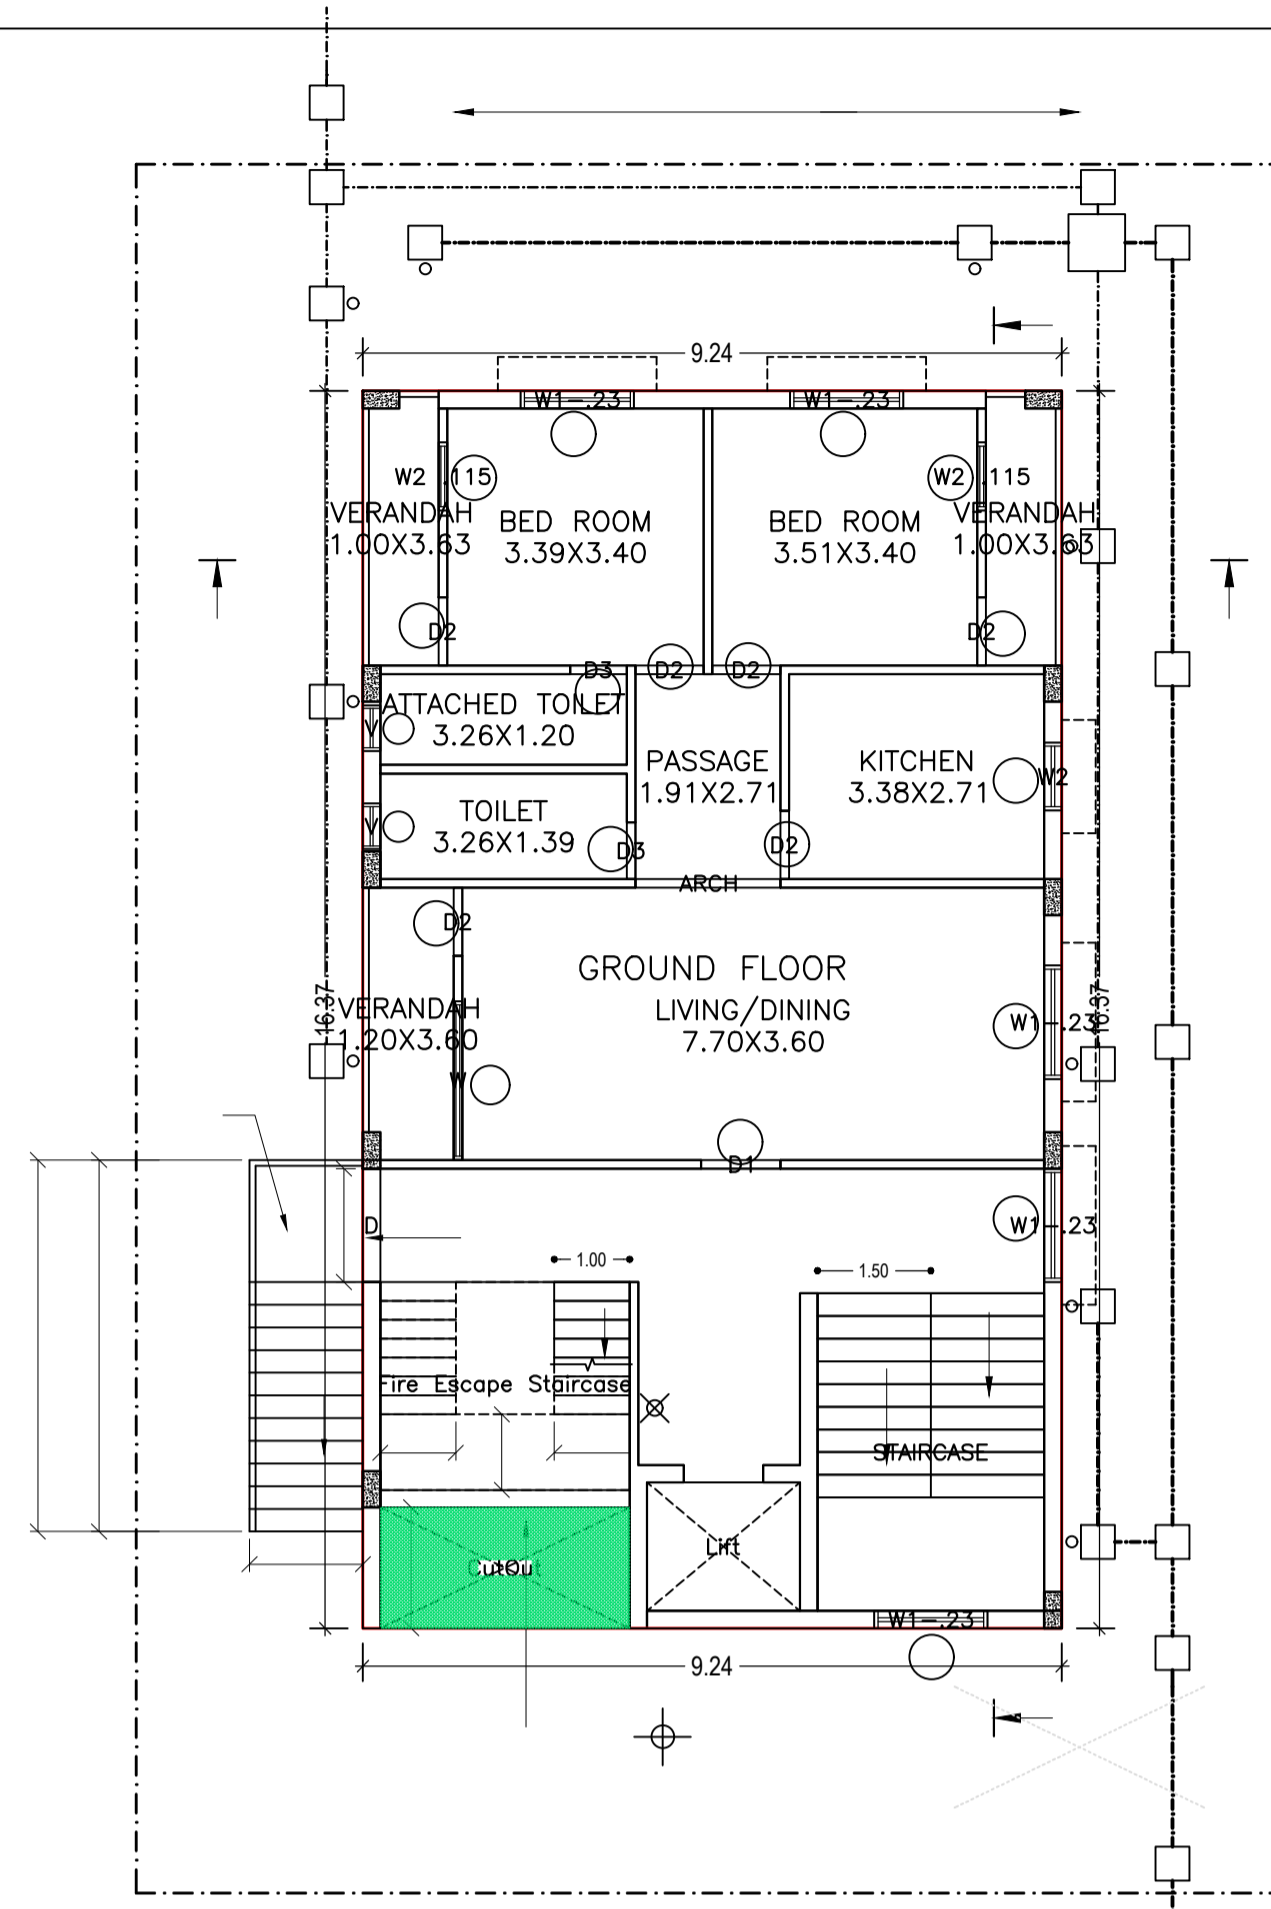 9.24
W1-.23
W1-.23
W2 .115
W2 .115
VERANDAH
1.00X3.63
BED ROOM
3.39X3.40
BED ROOM
3.51X3.40
VERANDAH
1.00X3.63
D2
D2
D3
D2
D2
ATTACHED TOILET
3.26X1.20
V
PASSAGE
1.91X2.71
KITCHEN
3.38X2.71
W2
TOILET
3.26X1.39
V
D3
D2
ARCH
D2
GROUND FLOOR
LIVING/DINING
7.70X3.60
VERANDAH
1.20X3.60
16.37
W1-.23
16.37
W
D1
D
W1-.23
1.00
1.50
Fire Escape Staircase
STAIRCASE
Lift
CutOut
W1-.23
9.24